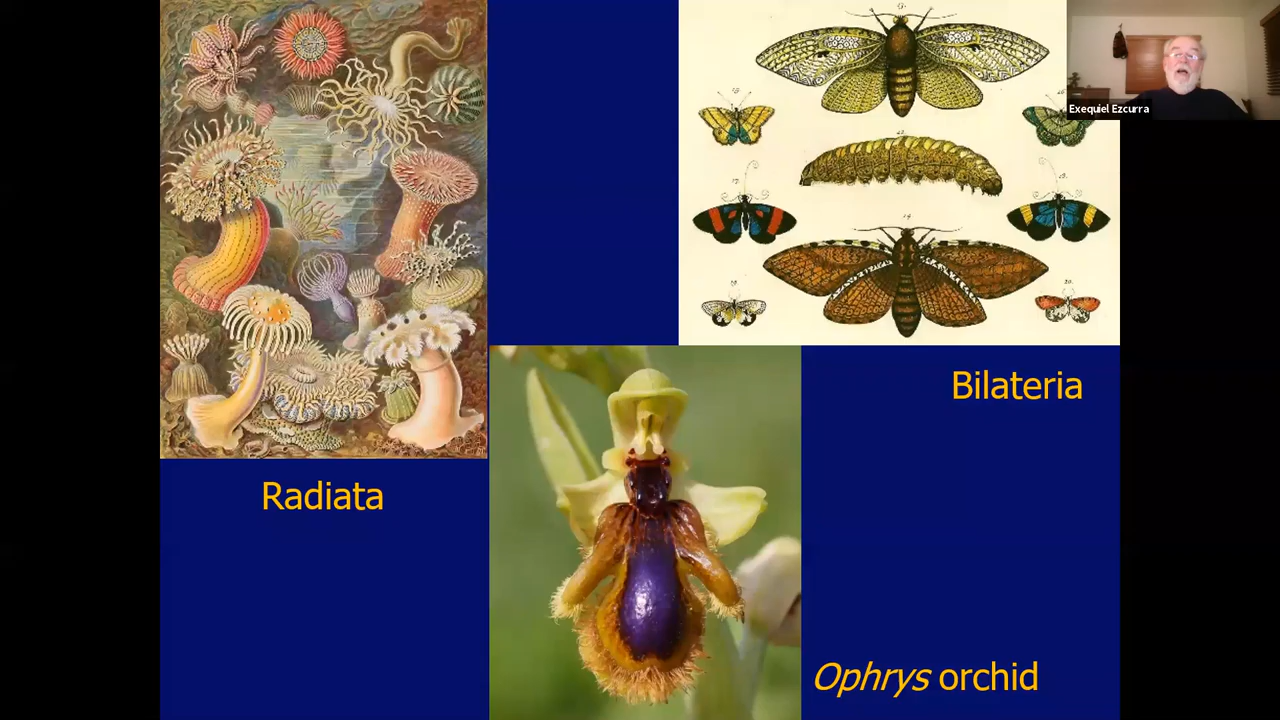 Exequiel Ezcurra
Bilateria
Radiata
Ophrys orchid